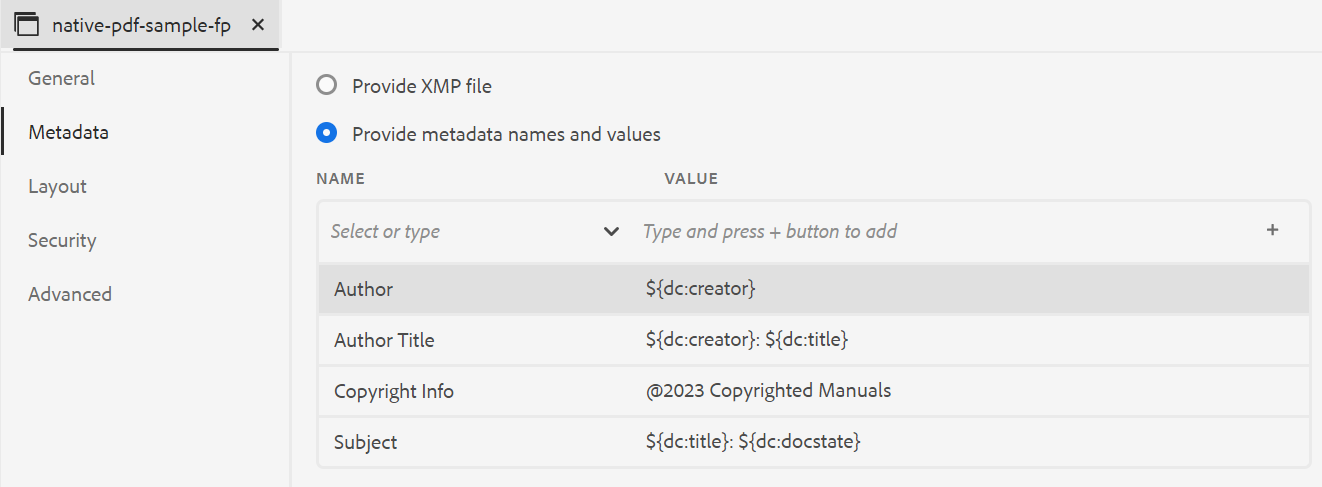 native-pdf-sample-fp
General
Metadata
Layout
Security
Advanced
Provide XMP file
Provide metadata names and values
NAME VALUE
Select or type Type and press + button to add +
Author ${dc:creator}
Author Title ${dc:creator}: ${dc:title}
Copyright Info @2023 Copyrighted Manuals
Subject ${dc:title}: ${dc:docstate}